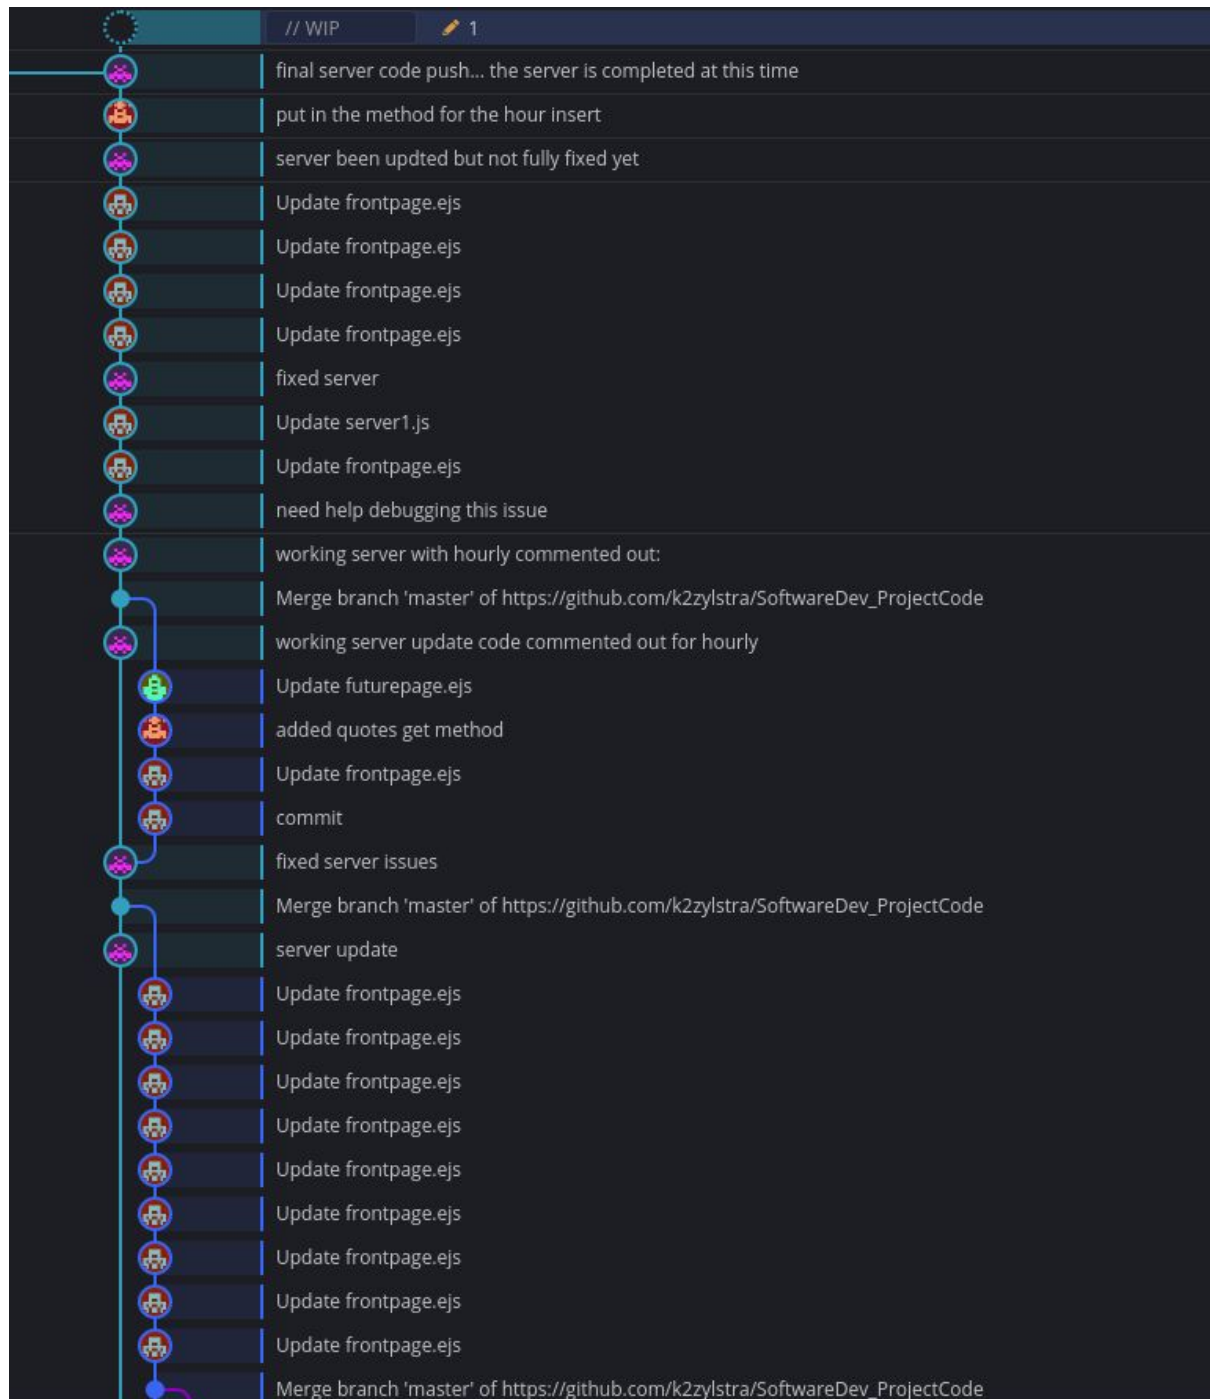 // WIP 1
final server code push... the server is completed at this time
put in the method for the hour insert
server been updted but not fully fixed yet
Update frontpage.ejs
Update frontpage.ejs
Update frontpage.ejs
Update frontpage.ejs
fixed server
Update server1.js
Update frontpage.ejs
need help debugging this issue
working server with hourly commented out:
Merge branch 'master' of https://github.com/k2zylstra/SoftwareDev_ProjectCode
working server update code commented out for hourly
Update futurepage.ejs
added quotes get method
Update frontpage.ejs
commit
fixed server issues
Merge branch 'master' of https://github.com/k2zylstra/SoftwareDev_ProjectCode
server update
Update frontpage.ejs
Update frontpage.ejs
Update frontpage.ejs
Update frontpage.ejs
Update frontpage.ejs
Update frontpage.ejs
Update frontpage.ejs
Update frontpage.ejs
Update frontpage.ejs
Merge branch 'master' of https://github.com/k2zylstra/SoftwareDev_ProjectCode